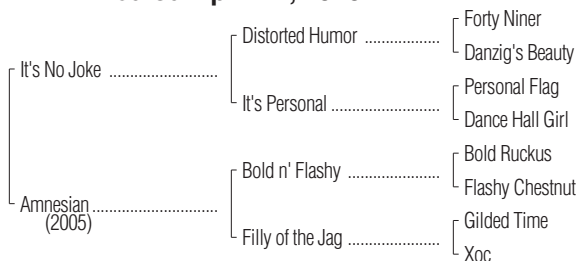 Forty Niner
Distorted Humor ..................
Danzig's Beauty
It's No Joke ..........................
Personal Flag
It's Personal ..........................
Dance Hall Girl
Bold Ruckus
Bold n' Flashy ......................
Flashy Chestnut
Amnesian ..............................
(2005)
Gilded Time
Filly of the Jag ......................
Xoc